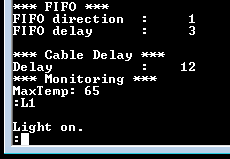 *** FIFO ***
FIFO direction  :     1
FIFO delay      :     3

*** Cable Delay ***
Delay           :    12
*** Monitoring ***
MaxTemp: 65
:L1

Light on.
: